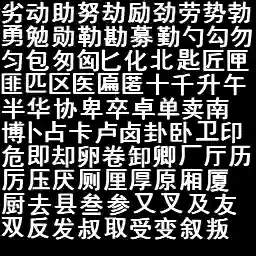 劣动助努劫励劲劳势勃
勇勉勋勒勘募勤勺勾勿
匀包匆匈匕化北匙匠匣
匪匹区医匾匿十千升午
半华协卑卒卓单卖南
博卜占卡卢卤卦卧卫印
危即却卵卷卸卿厂厅历
厉压厌厕厘厚原厢厦
厨去县叁参又叉及友
双反发叔取受变叙叛